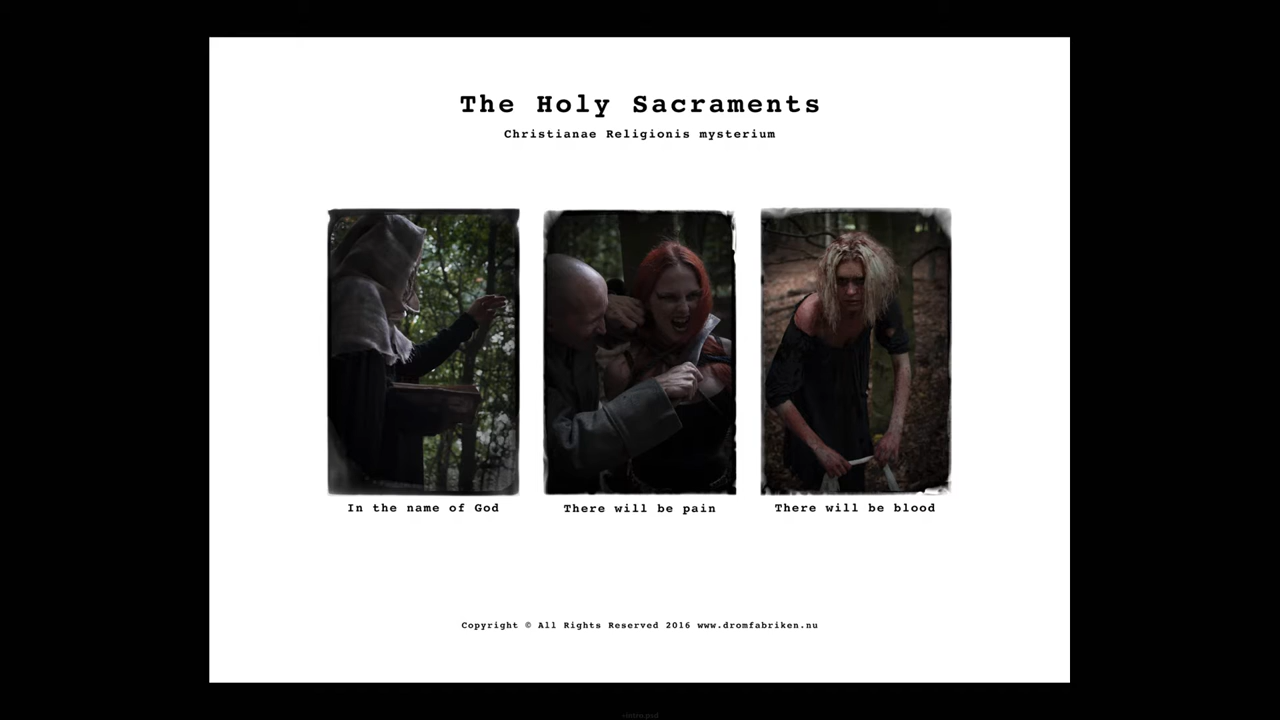 The Holy Sacraments
Christianae Religionis mysterium
In the name of God
There will be pain
There will be blood
Copyright © All Rights Reserved 2016 www.dromfabriken.nu